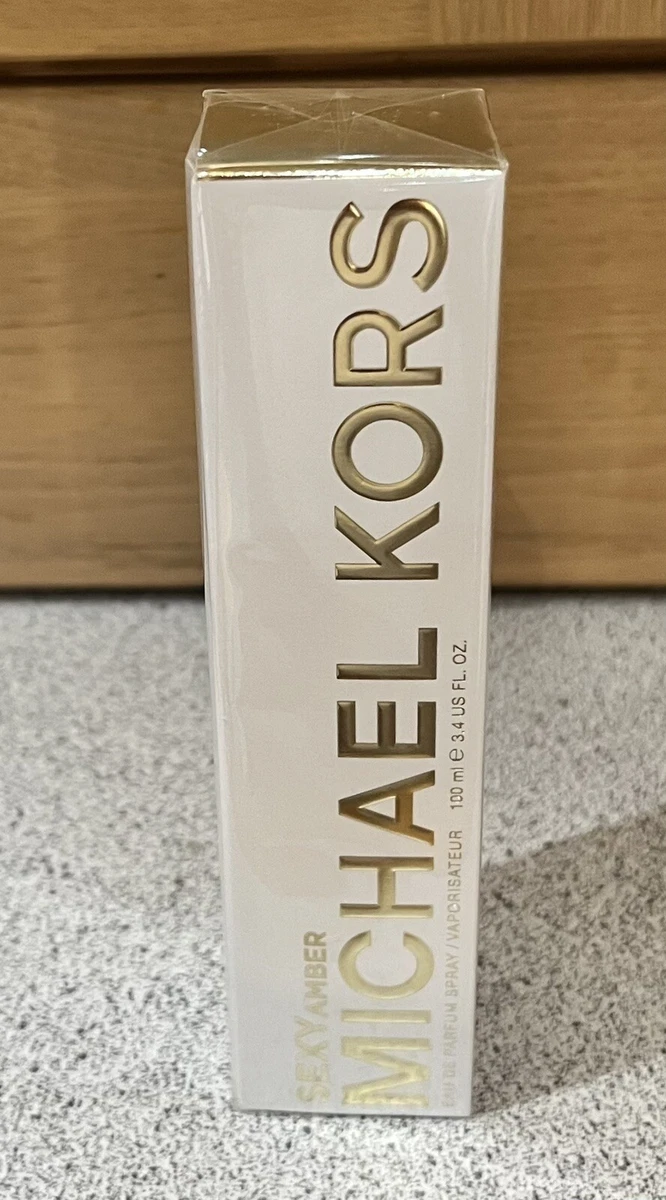 SEXY AMBER
MICHAEL KORS
EAU DE PARFUM SPRAY / VAPORISATEUR 100 ml ℮ 3.4 US FL. OZ.